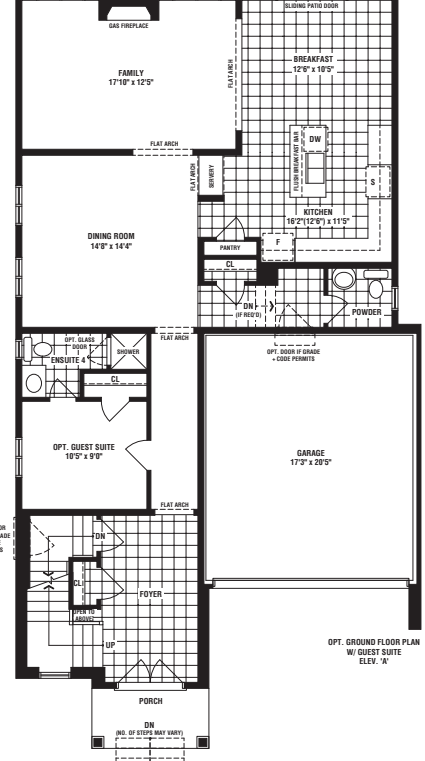 SLIDING PATIO DOOR
GAS FIREPLACE
FAMILY
17'10" x 12'5"
FLAT ARCH
BREAKFAST
12'6" x 10'5"
FLAT ARCH
FLAT ARCH
SERVERY
FLUSH BREAKFAST BAR
DW
S
KITCHEN
16'2"(12'6") x 11'5"
DINING ROOM
14'8" x 14'4"
PANTRY
F
CL
DN
(IF REQ'D)
POWDER
FLAT ARCH
OPT. DOOR IF GRADE
+ CODE PERMITS
OPT. GLASS
DOOR
ENSUITE 4
SHOWER
CL
OPT. GUEST SUITE
10'5" x 9'0"
GARAGE
17'3" x 20'5"
FLAT ARCH
DN
CL
FOYER
OPEN TO
ABOVE
UP
OPT. GROUND FLOOR PLAN
W/ GUEST SUITE
ELEV. 'A'
PORCH
DN
(NO. OF STEPS MAY VARY)